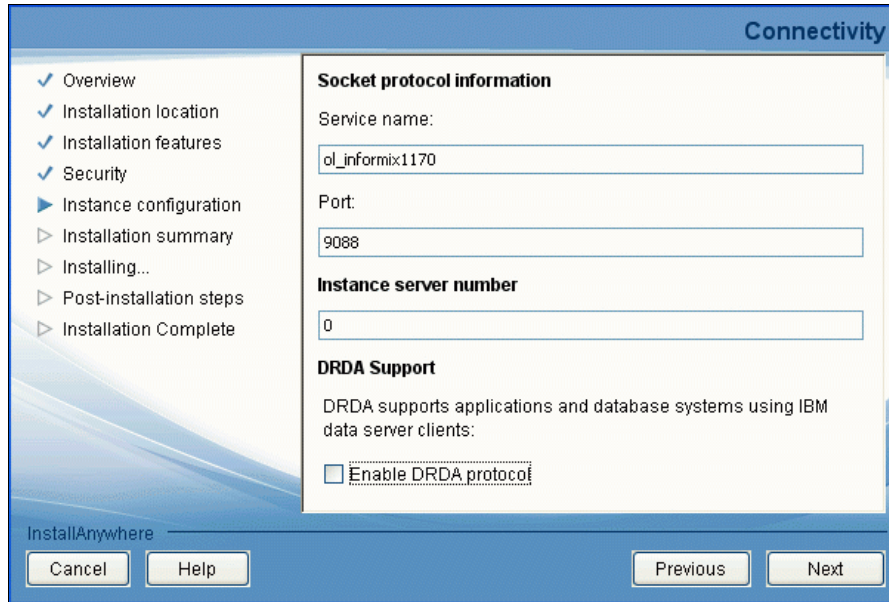 Connectivity
Overview
Installation location
Installation features
Security
Instance configuration
Installation summary
Installing...
Post-installation steps
Installation Complete
Socket protocol information
Service name:
ol_informix1170
Port:
9088
Instance server number
0
DRDA Support
DRDA supports applications and database systems using IBM
data server clients:
Enable DRDA protocol
InstallAnywhere
Cancel
Help
Previous
Next